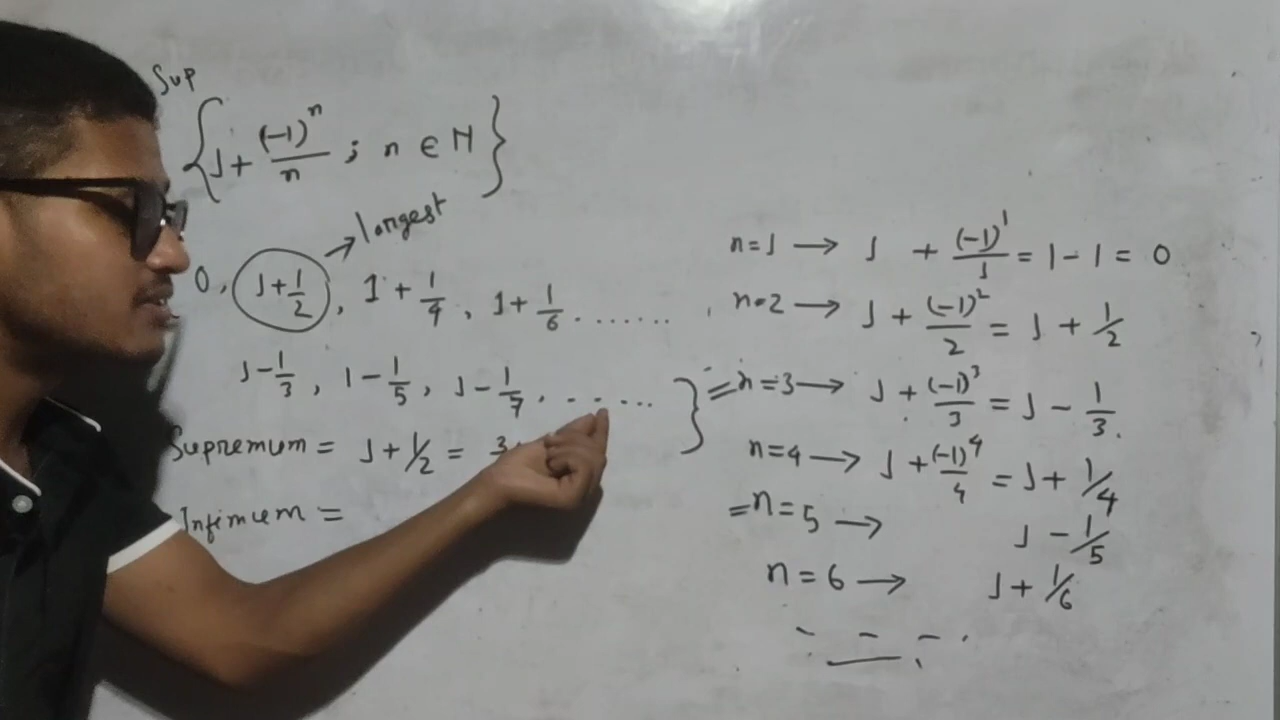 Sup
{ 1 + (-1)^n / n ; n ∈ N }
longest
0, 1+1/2, 1+1/4, 1+1/6.......
1-1/3, 1-1/5, 1-1/7, ......
Supremum = 1+1/2 = 3
Infimum =
n=1 → 1 + (-1)^1/1 = 1-1 = 0
n=2 → 1 + (-1)^2/2 = 1 + 1/2
n=3 → 1 + (-1)^3/3 = 1 - 1/3.
n=4 → 1 + (-1)^4/4 = 1 + 1/4
n=5 → 1 - 1/5
n=6 → 1 + 1/6